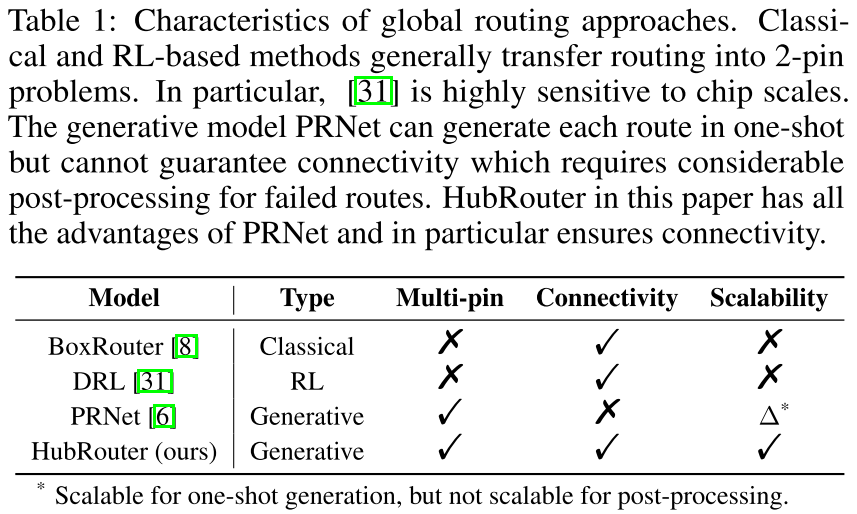 Table 1: Characteristics of global routing approaches. Classi-
cal and RL-based methods generally transfer routing into 2-pin
problems. In particular, [31] is highly sensitive to chip scales.
The generative model PRNet can generate each route in one-shot
but cannot guarantee connectivity which requires considerable
post-processing for failed routes. HubRouter in this paper has all
the advantages of PRNet and in particular ensures connectivity.
Model Type Multi-pin Connectivity Scalability
BoxRouter [8] Classical ✗ ✓ ✗
DRL [31] RL ✗ ✓ ✗
PRNet [6] Generative ✓ ✗ Δ*
HubRouter (ours) Generative ✓ ✓ ✓
* Scalable for one-shot generation, but not scalable for post-processing.